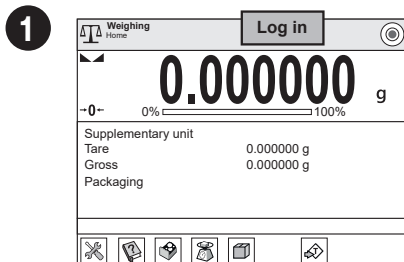 1
Weighing
Home
Log in
0.000000 g
→0←
0% 100%
Supplementary unit
Tare 0.000000 g
Gross 0.000000 g
Packaging